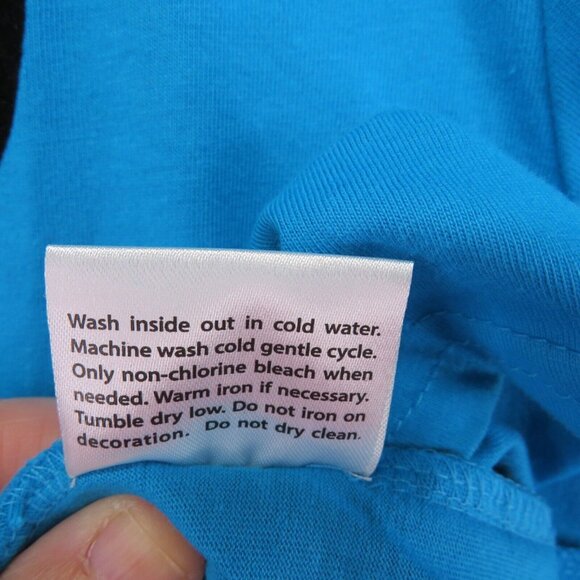 Wash inside out in cold water.
Machine wash cold gentle cycle.
Only non-chlorine bleach when
needed. Warm iron if necessary.
Tumble dry low. Do not iron on
decoration. Do not dry clean.